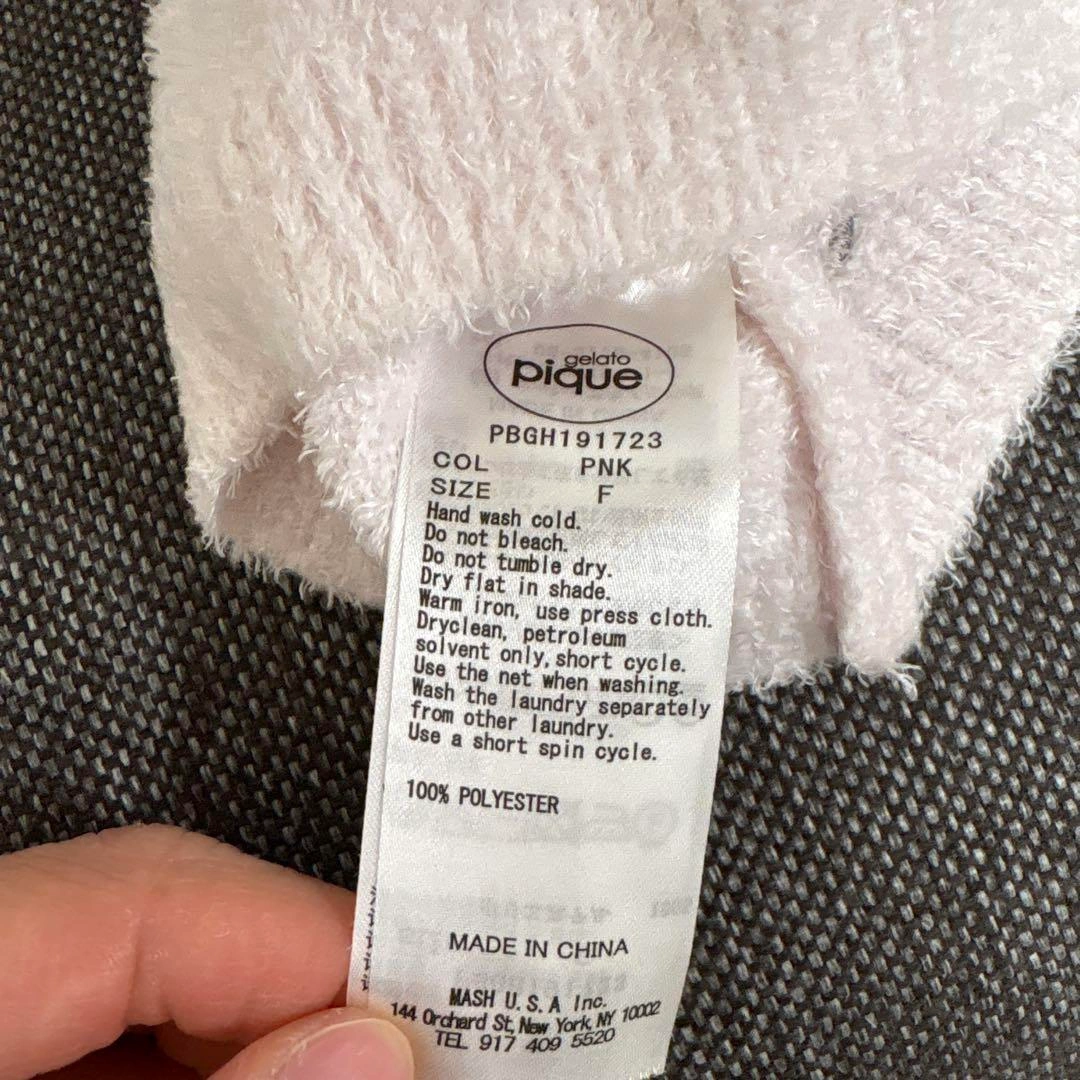 gelato
pique
PBGH191723
COL PNK
SIZE F
Hand wash cold.
Do not bleach.
Do not tumble dry.
Dry flat in shade.
Warm iron, use press cloth.
Dryclean, petroleum
solvent only, short cycle.
Use the net when washing.
Wash the laundry separately
from other laundry.
Use a short spin cycle.
100% POLYESTER
MADE IN CHINA
MASH U.S.A Inc.
144 Orchard St, New York, NY 10002
TEL 917 409 5520